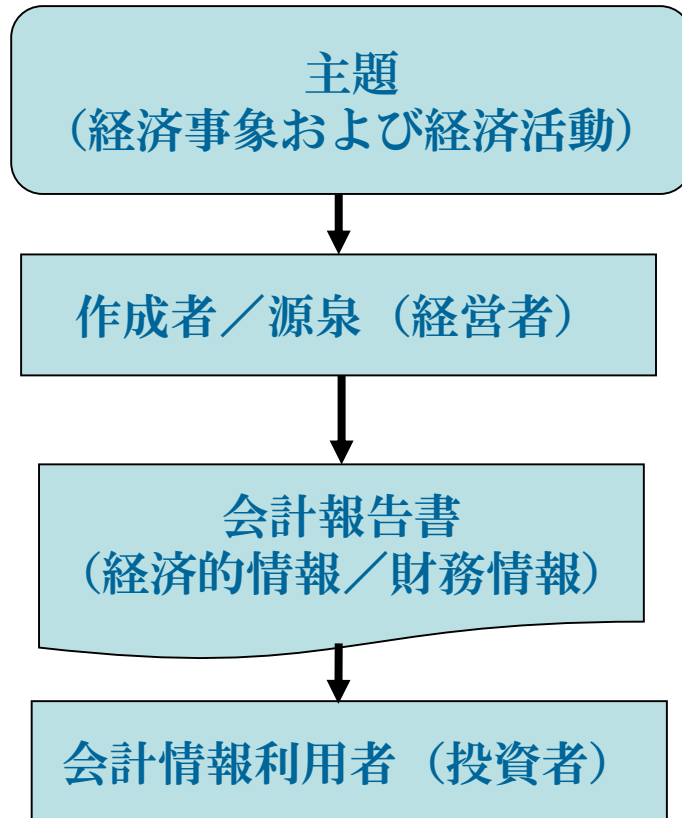 主題
（経済事象および経済活動）
作成者／源泉（経営者）
会計報告書
（経済的情報／財務情報）
会計情報利用者（投資者）